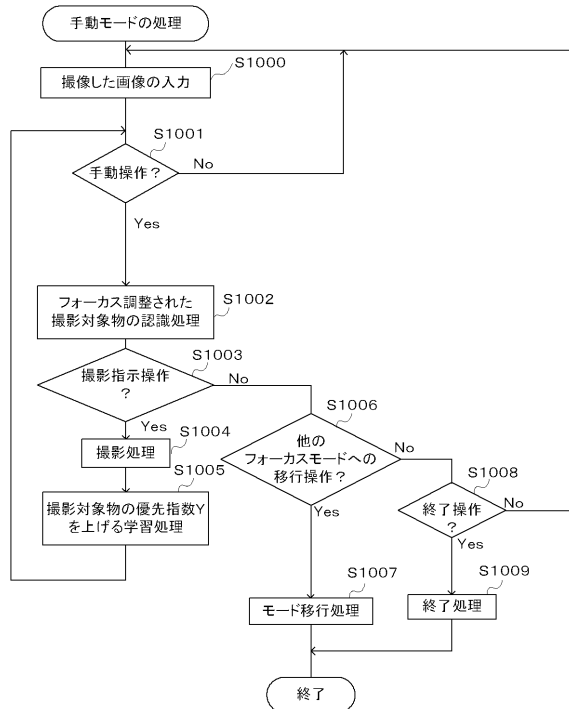 手動モードの処理
撮像した画像の入力
S1000
S1001
手動操作？
No
Yes
フォーカス調整された
撮影対象物の認識処理
S1002
撮影指示操作
？
S1003
No
Yes
撮影処理
S1004
S1005
撮影対象物の優先指数Y
を上げる学習処理
S1006
他の
フォーカスモードへの
移行操作？
No
Yes
S1008
終了操作
？
No
Yes
S1007
モード移行処理
S1009
終了処理
終了